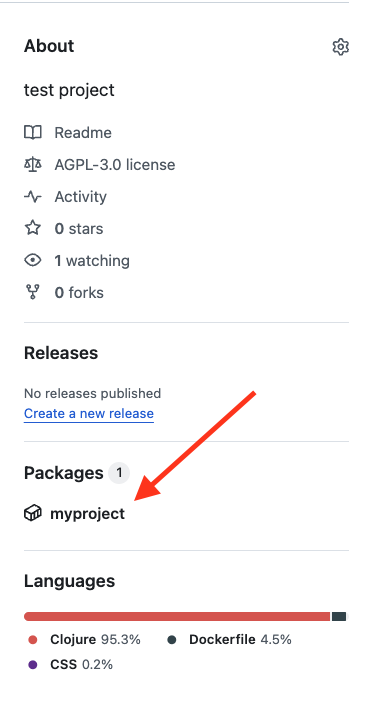 About
test project
Readme
AGPL-3.0 license
Activity
0 stars
1 watching
0 forks
Releases
No releases published
Create a new release
Packages 1
myproject
Languages
Clojure 95.3% Dockerfile 4.5%
CSS 0.2%